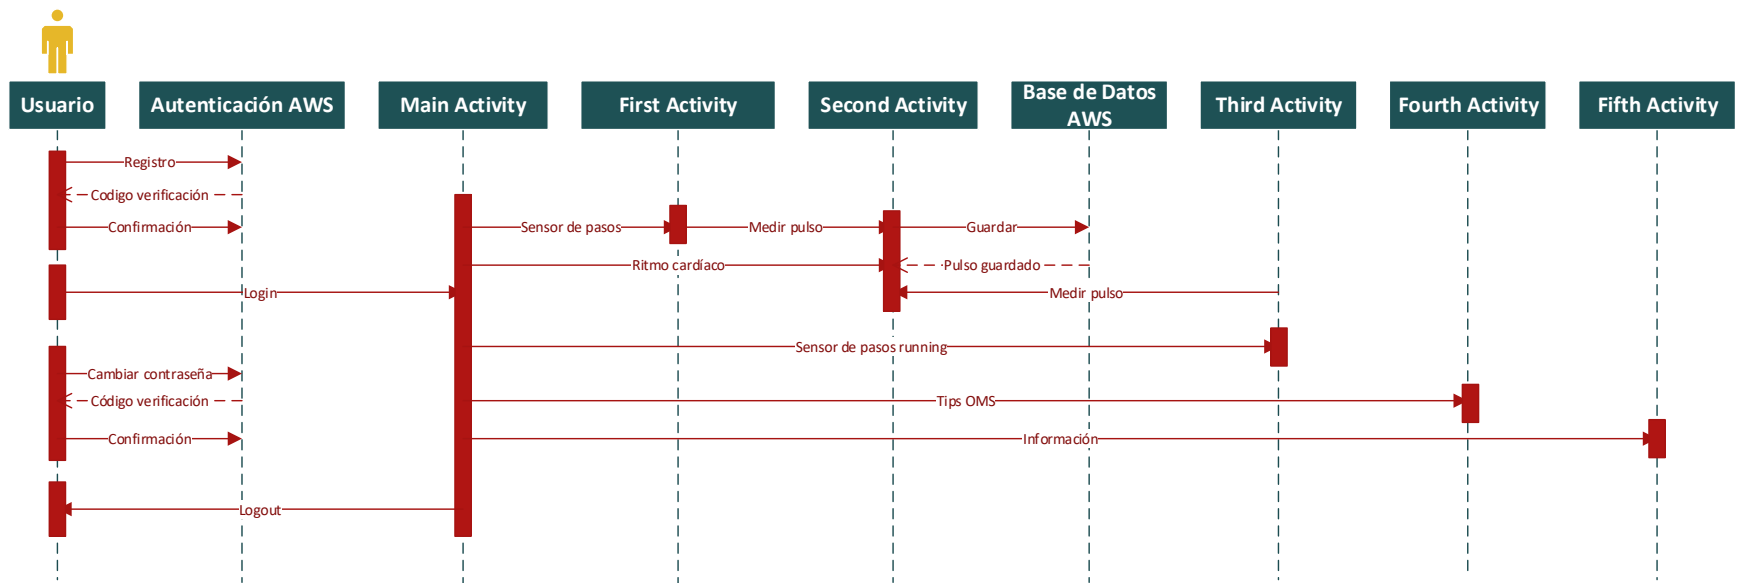 Usuario
Autenticación AWS
Main Activity
First Activity
Second Activity
Base de Datos
AWS
Third Activity
Fourth Activity
Fifth Activity
Registro
Codigo verificación
Confirmación
Sensor de pasos
Medir pulso
Guardar
Ritmo cardíaco
Pulso guardado
Login
Medir pulso
Sensor de pasos running
Cambiar contraseña
Código verificación
Tips OMS
Confirmación
Información
Logout